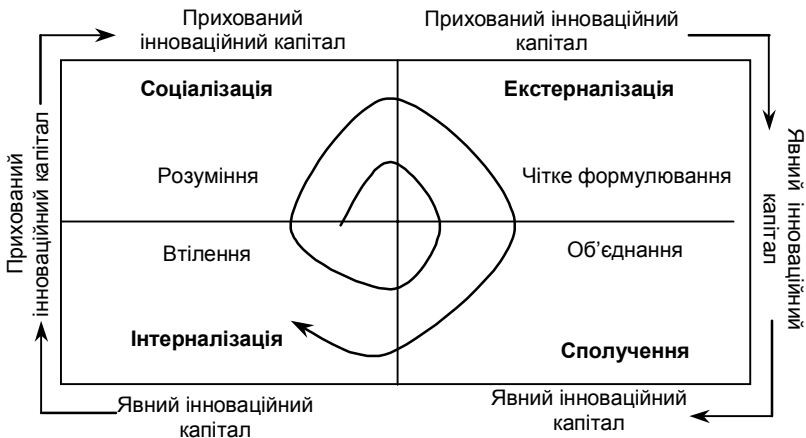 Прихований
інноваційний капітал
Прихований інноваційний
капітал
Соціалізація
Екстерналізація
Прихований
інноваційний капітал
Розуміння
Чітке формулювання
Явний інноваційний
капітал
Втілення
Об’єднання
Інтерналізація
Сполучення
Явний інноваційний
капітал
Явний інноваційний
капітал